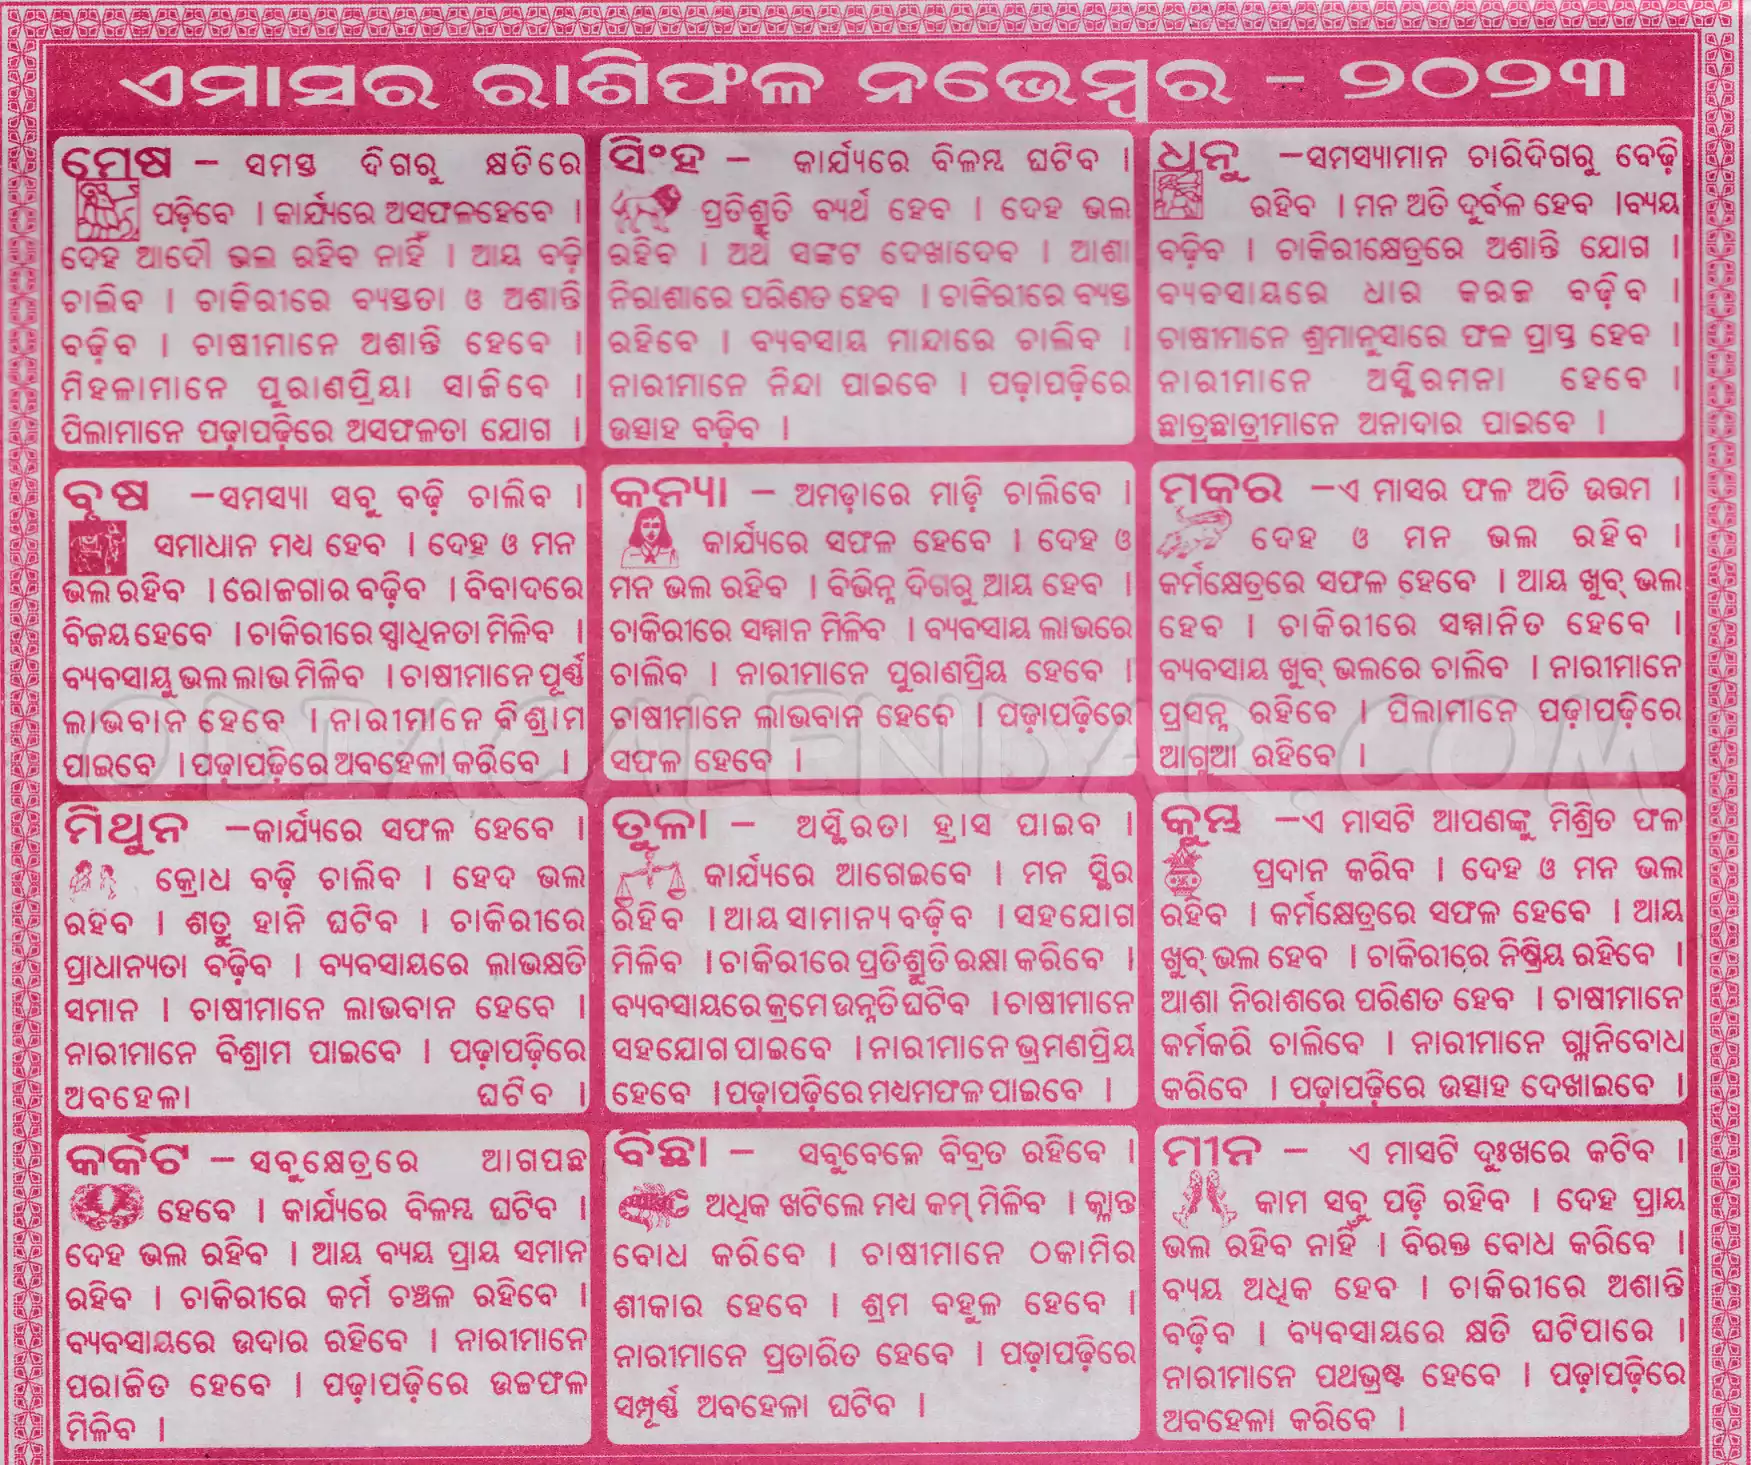 ଏମାସର ରାଶିଫଳ ନଭେମ୍ବର – ୨୦୨୩
ମେଷ – ସମସ୍ତ ଦିଗରୁ କ୍ଷତିରେ
ପଡ଼ିବେ । କାର୍ଯ୍ୟରେ ଅସଫଳହେବେ ।
ଦେହ ଆଦୌ ଭଲ ରହିବ ନାହିଁ । ଆୟ ବଢ଼ି
ଚାଲିବ । ଚାକିରୀରେ ବ୍ୟସ୍ତତା ଓ ଅଶାନ୍ତି
ବଢ଼ିବ । ଚାଷୀମାନେ ଅଶାନ୍ତି ହେବେ ।
ମିହଳାମାନେ ପୁରାଣପ୍ରିୟା ସାଜିବେ ।
ପିଲାମାନେ ପଢ଼ାପଢ଼ିରେ ଅସଫଳତା ଯୋଗ ।
ବୃଷ –ସମସ୍ୟା ସବୁ ବଢ଼ି ଚାଲିବ ।
ସମାଧାନ ମଧ୍ୟ ହେବ । ଦେହ ଓ ମନ
ଭଲ ରହିବ । ରୋଜଗାର ବଢ଼ିବ । ବିବାଦରେ
ବିଜୟ ହେବେ । ଚାକିରୀରେ ସ୍ୱାଧିନତା ମିଳିବ ।
ବ୍ୟବସାୟୁ ଭଲ ଲାଭ ମିଳିବ । ଚାଷୀମାନେ ପୂର୍ଣ୍ଣ
ଲାଭବାନ ହେବେ । ନାରୀମାନେ ବିଶ୍ରାମ
ପାଇବେ । ପଢ଼ାପଢ଼ିରେ ଅବହେଳା କରିବେ ।
ମିଥୁନ –କାର୍ଯ୍ୟରେ ସଫଳ ହେବେ ।
କ୍ରୋଧ ବଢ଼ି ଚାଲିବ । ହେଦ ଭଲ
ରହିବ । ଶତ୍ରୁ ହାନି ଘଟିବ । ଚାକିରୀରେ
ପ୍ରାଧାନ୍ୟତା ବଢ଼ିବ । ବ୍ୟବସାୟରେ ଲାଭକ୍ଷତି
ସମାନ । ଚାଷୀମାନେ ଲାଭବାନ ହେବେ ।
ନାରୀମାନେ ବିଶ୍ରାମ ପାଇବେ । ପଢ଼ାପଢ଼ିରେ
ଅବହେଳା ଘଟିବ ।
କର୍କଟ – ସବୁକ୍ଷେତ୍ରରେ ଆଗପଛ
ହେବେ । କାର୍ଯ୍ୟରେ ବିଳମ୍ବ ଘଟିବ ।
ଦେହ ଭଲ ରହିବ । ଆୟ ବ୍ୟୟ ପ୍ରାୟ ସମାନ
ରହିବ । ଚାକିରୀରେ କର୍ମ ଚଞ୍ଚଳ ରହିବେ ।
ବ୍ୟବସାୟରେ ଉଦାର ରହିବେ । ନାରୀମାନେ
ପରାଜିତ ହେବେ । ପଢ଼ାପଢ଼ିରେ ଉଚ୍ଚଫଳ
ମିଳିବ ।
ସିଂହ – କାର୍ଯ୍ୟରେ ବିଳମ୍ବ ଘଟିବ ।
ପ୍ରତିଶ୍ରୁତି ବ୍ୟର୍ଥ ହେବ । ଦେହ ଭଲ
ରହିବ । ଅର୍ଥ ସଙ୍କଟ ଦେଖାଦେବ । ଆଶା
ନିରାଶାରେ ପରିଣତ ହେବ । ଚାକିରୀରେ ବ୍ୟସ୍ତ
ରହିବେ । ବ୍ୟବସାୟ ମାନ୍ଦାରେ ଚାଲିବ ।
ନାରୀମାନେ ନିନ୍ଦା ପାଇବେ । ପଢ଼ାପଢ଼ିରେ
ଉତ୍ସାହ ବଢ଼ିବ ।
କନ୍ୟା – ଅମଡ଼ାରେ ମାଡ଼ି ଚାଲିବେ ।
କାର୍ଯ୍ୟରେ ସଫଳ ହେବେ । ଦେହ ଓ
ମନ ଭଲ ରହିବ । ବିଭିନ୍ନ ଦିଗରୁ ଆୟ ହେବ ।
ଚାକିରୀରେ ସମ୍ମାନ ମିଳିବ । ବ୍ୟବସାୟ ଲାଭରେ
ଚାଲିବ । ନାରୀମାନେ ପୁରାଣପ୍ରିୟ ହେବେ ।
ଚାଷୀମାନେ ଲାଭବାନ ହେବେ । ପଢ଼ାପଢ଼ିରେ
ସଫଳ ହେବେ ।
ତୁଳା – ଅସ୍ଥିରତା ହ୍ରାସ ପାଇବ ।
କାର୍ଯ୍ୟରେ ଆଗେଇବେ । ମନ ସ୍ଥିର
ରହିବ । ଆୟ ସାମାନ୍ୟ ବଢ଼ିବ । ସହଯୋଗ
ମିଳିବ । ଚାକିରୀରେ ପ୍ରତିଶ୍ରୁତି ରକ୍ଷା କରିବେ ।
ବ୍ୟବସାୟରେ କ୍ରମେ ଉନ୍ନତି ଘଟିବ । ଚାଷୀମାନେ
ସହଯୋଗ ପାଇବେ । ନାରୀମାନେ ଭ୍ରମଣପ୍ରିୟ
ହେବେ । ପଢ଼ାପଢ଼ିରେ ମଧ୍ୟମଫଳ ପାଇବେ ।
ବିଛା – ସବୁବେଳେ ବିବ୍ରତ ରହିବେ ।
ଅଧିକ ଖଟିଲେ ମଧ୍ୟ କମ୍ ମିଳିବ । କ୍ଳାନ୍ତ
ବୋଧ କରିବେ । ଚାଷୀମାନେ ଠକାମିର
ଶୀକାର ହେବେ । ଶ୍ରମ ବହୁଳ ହେବେ ।
ନାରୀମାନେ ପ୍ରତାରିତ ହେବେ । ପଢ଼ାପଢ଼ିରେ
ସମ୍ପୂର୍ଣ୍ଣ ଅବହେଳା ଘଟିବ ।
ଧନୁ –ସମସ୍ୟାମାନ ଚାରିଦିଗରୁ ବେଢ଼ି
ରହିବ । ମନ ଅତି ଦୁର୍ବଳ ହେବ ।ବ୍ୟୟ
ବଢ଼ିବ । ଚାକିରୀକ୍ଷେତ୍ରରେ ଅଶାନ୍ତି ଯୋଗ ।
ବ୍ୟବସାୟରେ ଧାର କରଜ ବଢ଼ିବ ।
ଚାଷୀମାନେ ଶ୍ରମାନୁସାରେ ଫଳ ପ୍ରାପ୍ତ ହେବ ।
ନାରୀମାନେ ଅସ୍ଥିରମନା ହେବେ ।
ଛାତ୍ରଛାତ୍ରୀମାନେ ଅନାଦାର ପାଇବେ ।
ମକର –ଏ ମାସର ଫଳ ଅତି ଉତ୍ତମ ।
ଦେହ ଓ ମନ ଭଲ ରହିବ ।
କର୍ମକ୍ଷେତ୍ରରେ ସଫଳ ହେବେ । ଆୟ ଖୁବ୍ ଭଲ
ହେବ । ଚାକିରୀରେ ସମ୍ମାନିତ ହେବେ ।
ବ୍ୟବସାୟ ଖୁବ୍ ଭଲରେ ଚାଲିବ । ନାରୀମାନେ
ପ୍ରସନ୍ନ ରହିବେ । ପିଲାମାନେ ପଢ଼ାପଢ଼ିରେ
ଆଗୁଆ ରହିବେ ।
କୁମ୍ଭ –ଏ ମାସଟି ଆପଣଙ୍କୁ ମିଶ୍ରିତ ଫଳ
ପ୍ରଦାନ କରିବ । ଦେହ ଓ ମନ ଭଲ
ରହିବ । କର୍ମକ୍ଷେତ୍ରରେ ସଫଳ ହେବେ । ଆୟ
ଖୁବ୍ ଭଲ ହେବ । ଚାକିରୀରେ ନିଷ୍କ୍ରିୟ ରହିବେ ।
ଆଶା ନିରାଶରେ ପରିଣତ ହେବ । ଚାଷୀମାନେ
କର୍ମକରି ଚାଲିବେ । ନାରୀମାନେ ଗ୍ଳାନିବୋଧ
କରିବେ । ପଢ଼ାପଢ଼ିରେ ଉତ୍ସାହ ଦେଖାଇବେ ।
ମୀନ – ଏ ମାସଟି ଦୁଃଖରେ କଟିବ ।
କାମ ସବୁ ପଡ଼ି ରହିବ । ଦେହ ପ୍ରାୟ
ଭଲ ରହିବ ନାହିଁ । ବିରକ୍ତ ବୋଧ କରିବେ ।
ବ୍ୟୟ ଅଧିକ ହେବ । ଚାକିରୀରେ ଅଶାନ୍ତି
ବଢ଼ିବ । ବ୍ୟବସାୟରେ କ୍ଷତି ଘଟିପାରେ ।
ନାରୀମାନେ ପଥଭ୍ରଷ୍ଟ ହେବେ । ପଢ଼ାପଢ଼ିରେ
ଅବହେଳା କରିବେ ।
ODIACALENDAR.COM